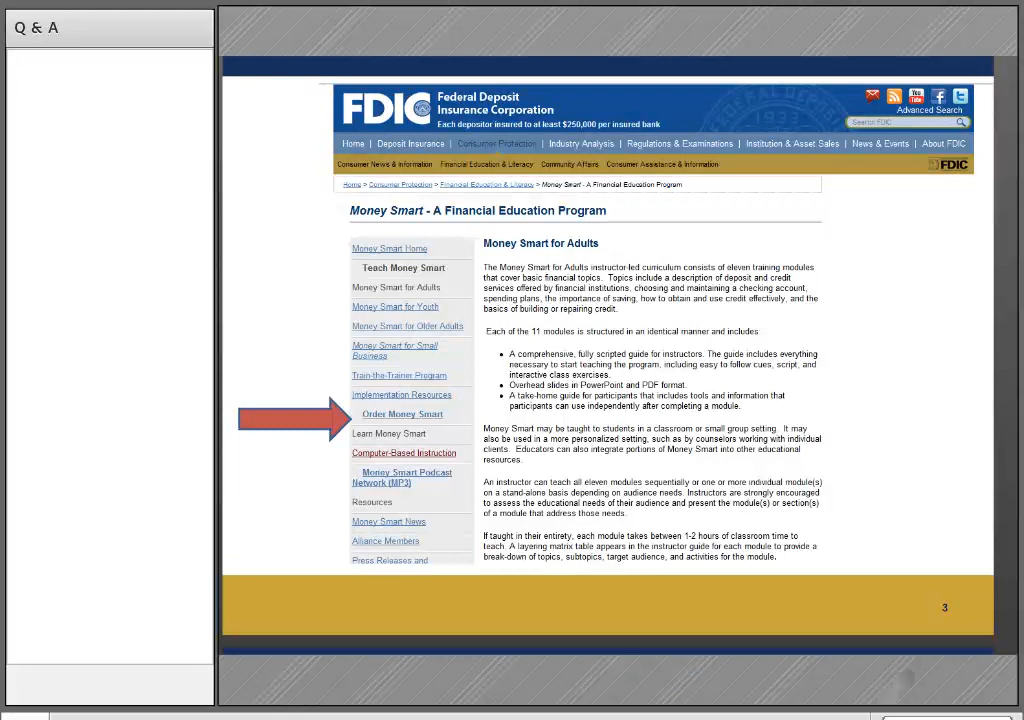 Q & A
FDIC
Federal Deposit
Insurance Corporation
Each depositor insured to at least $250,000 per insured bank
You
Tube
Advanced Search
Search FDIC
Home | Deposit Insurance | Consumer Protection | Industry Analysis | Regulations & Examinations | Institution & Asset Sales | News & Events | About FDIC
Consumer News & Information Financial Education & Literacy Community Affairs Consumer Assistance & Information
FDIC
Home > Consumer Protection > Financial Education & Literacy > Money Smart - A Financial Education Program
Money Smart - A Financial Education Program
Money Smart Home
Teach Money Smart
Money Smart for Adults
Money Smart for Youth
Money Smart for Older Adults
Money Smart for Small
Business
Train-the-Trainer Program
Implementation Resources
Order Money Smart
Learn Money Smart
Computer-Based Instruction
Money Smart Podcast
Network (MP3)
Resources
Money Smart News
Alliance Members
Press Releases and
Money Smart for Adults
The Money Smart for Adults instructor-led curriculum consists of eleven training modules
that cover basic financial topics. Topics include a description of deposit and credit
services offered by financial institutions, choosing and maintaining a checking account,
spending plans, the importance of saving, how to obtain and use credit effectively, and the
basics of building or repairing credit.
Each of the 11 modules is structured in an identical manner and includes:
• A comprehensive, fully scripted guide for instructors. The guide includes everything
necessary to start teaching the program, including easy to follow cues, script, and
interactive class exercises.
• Overhead slides in PowerPoint and PDF format.
• A take-home guide for participants that includes tools and information that
participants can use independently after completing a module.
Money Smart may be taught to students in a classroom or small group setting. It may
also be used in a more personalized setting, such as by counselors working with individual
clients. Educators can also integrate portions of Money Smart into other educational
resources.
An instructor can teach all eleven modules sequentially or one or more individual module(s)
on a stand-alone basis depending on audience needs. Instructors are strongly encouraged
to assess the educational needs of their audience and present the module(s) or section(s)
of a module that address those needs.
If taught in their entirety, each module takes between 1-2 hours of classroom time to
teach. A layering matrix table appears in the instructor guide for each module to provide a
break-down of topics, subtopics, target audience, and activities for the module.
3